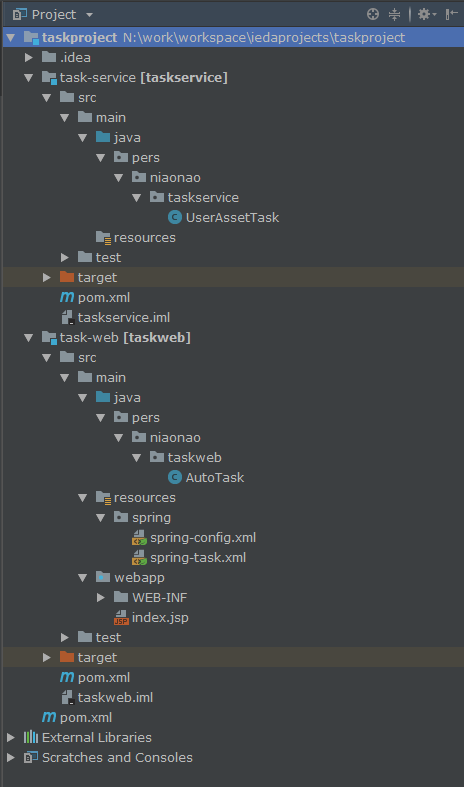 Project
taskproject N:\work\workspace\iedaprojects\taskproject
.idea
task-service [taskservice]
src
main
java
pers
niaonao
taskservice
UserAssetTask
resources
test
target
pom.xml
taskservice.iml
task-web [taskweb]
src
main
java
pers
niaonao
taskweb
AutoTask
resources
spring
spring-config.xml
spring-task.xml
webapp
WEB-INF
index.jsp
test
target
pom.xml
taskweb.iml
pom.xml
External Libraries
Scratches and Consoles